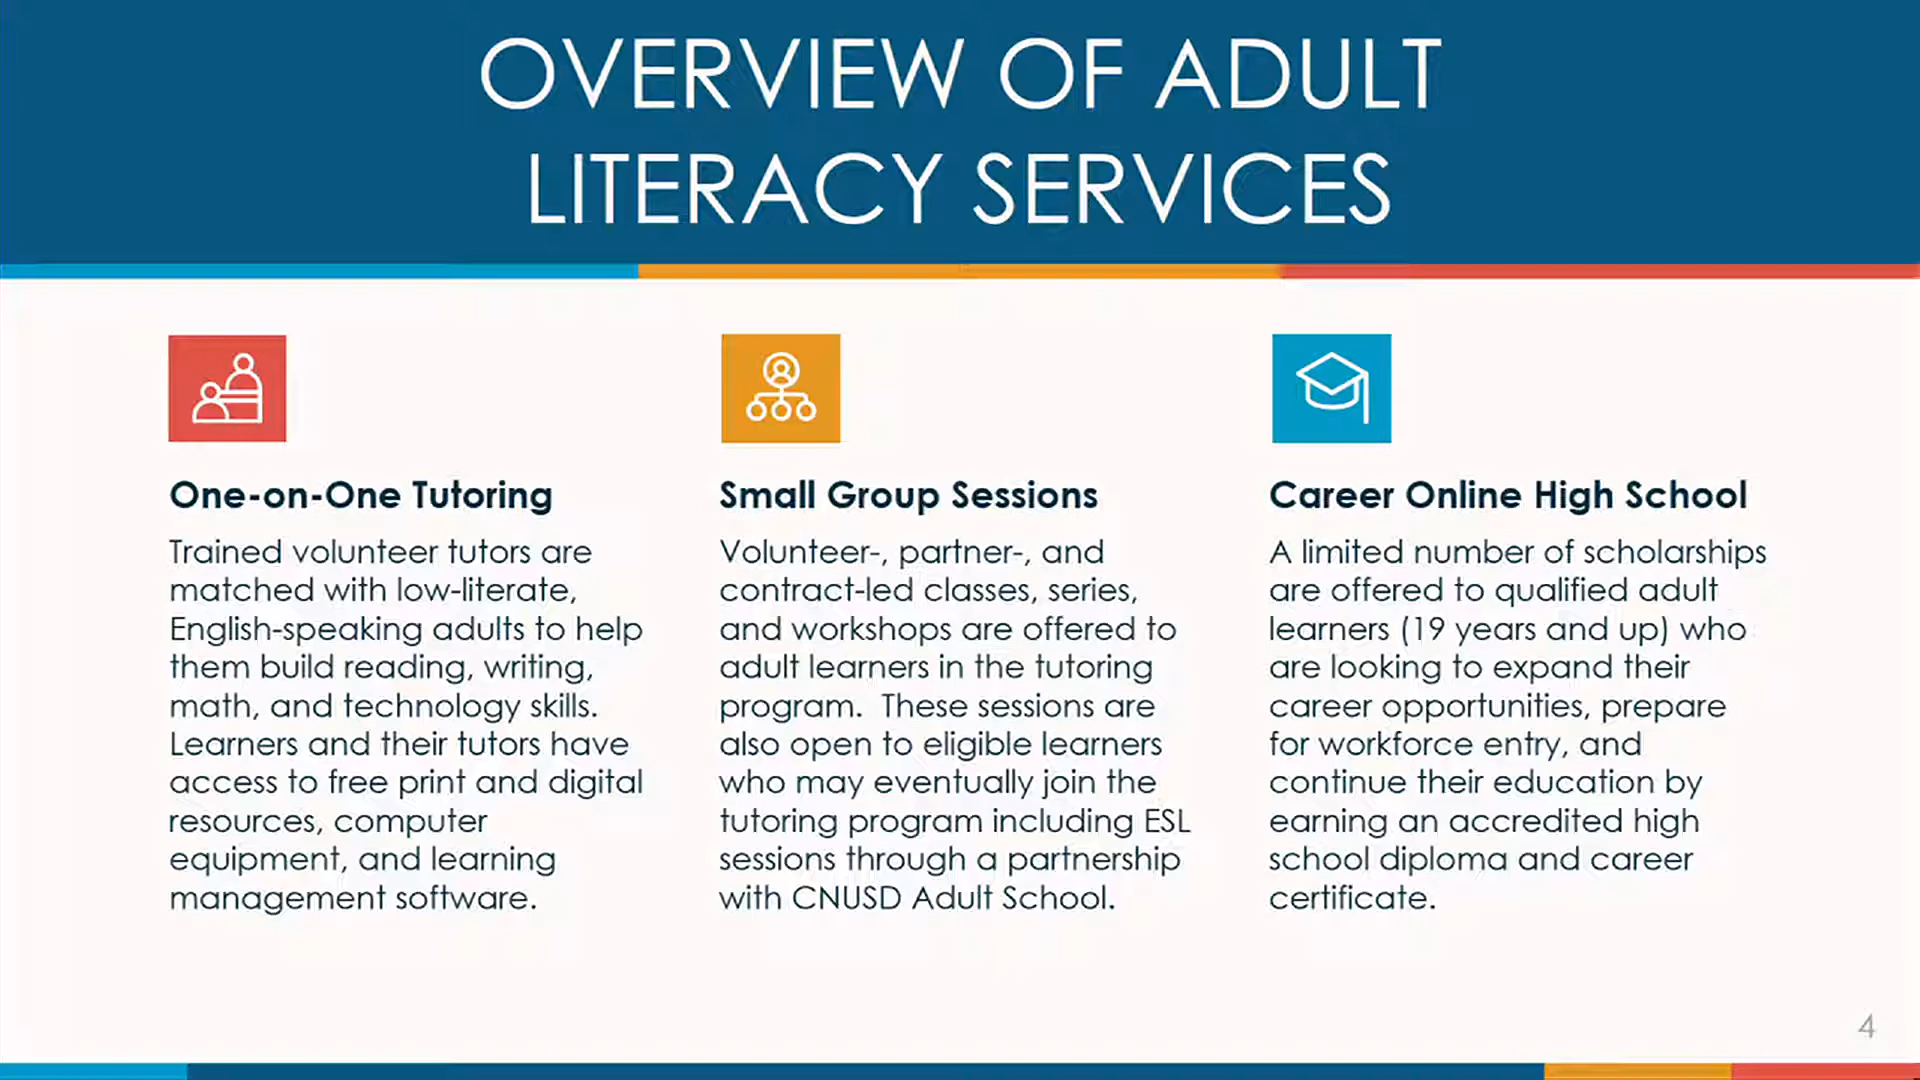 OVERVIEW OF ADULT
LITERACY SERVICES
One-on-One Tutoring
Trained volunteer tutors are
matched with low-literate,
English-speaking adults to help
them build reading, writing,
math, and technology skills.
Learners and their tutors have
access to free print and digital
resources, computer
equipment, and learning
management software.
Small Group Sessions
Volunteer-, partner-, and
contract-led classes, series,
and workshops are offered to
adult learners in the tutoring
program.  These sessions are
also open to eligible learners
who may eventually join the
tutoring program including ESL
sessions through a partnership
with CNUSD Adult School.
Career Online High School
A limited number of scholarships
are offered to qualified adult
learners (19 years and up) who
are looking to expand their
career opportunities, prepare
for workforce entry, and
continue their education by
earning an accredited high
school diploma and career
certificate.
4